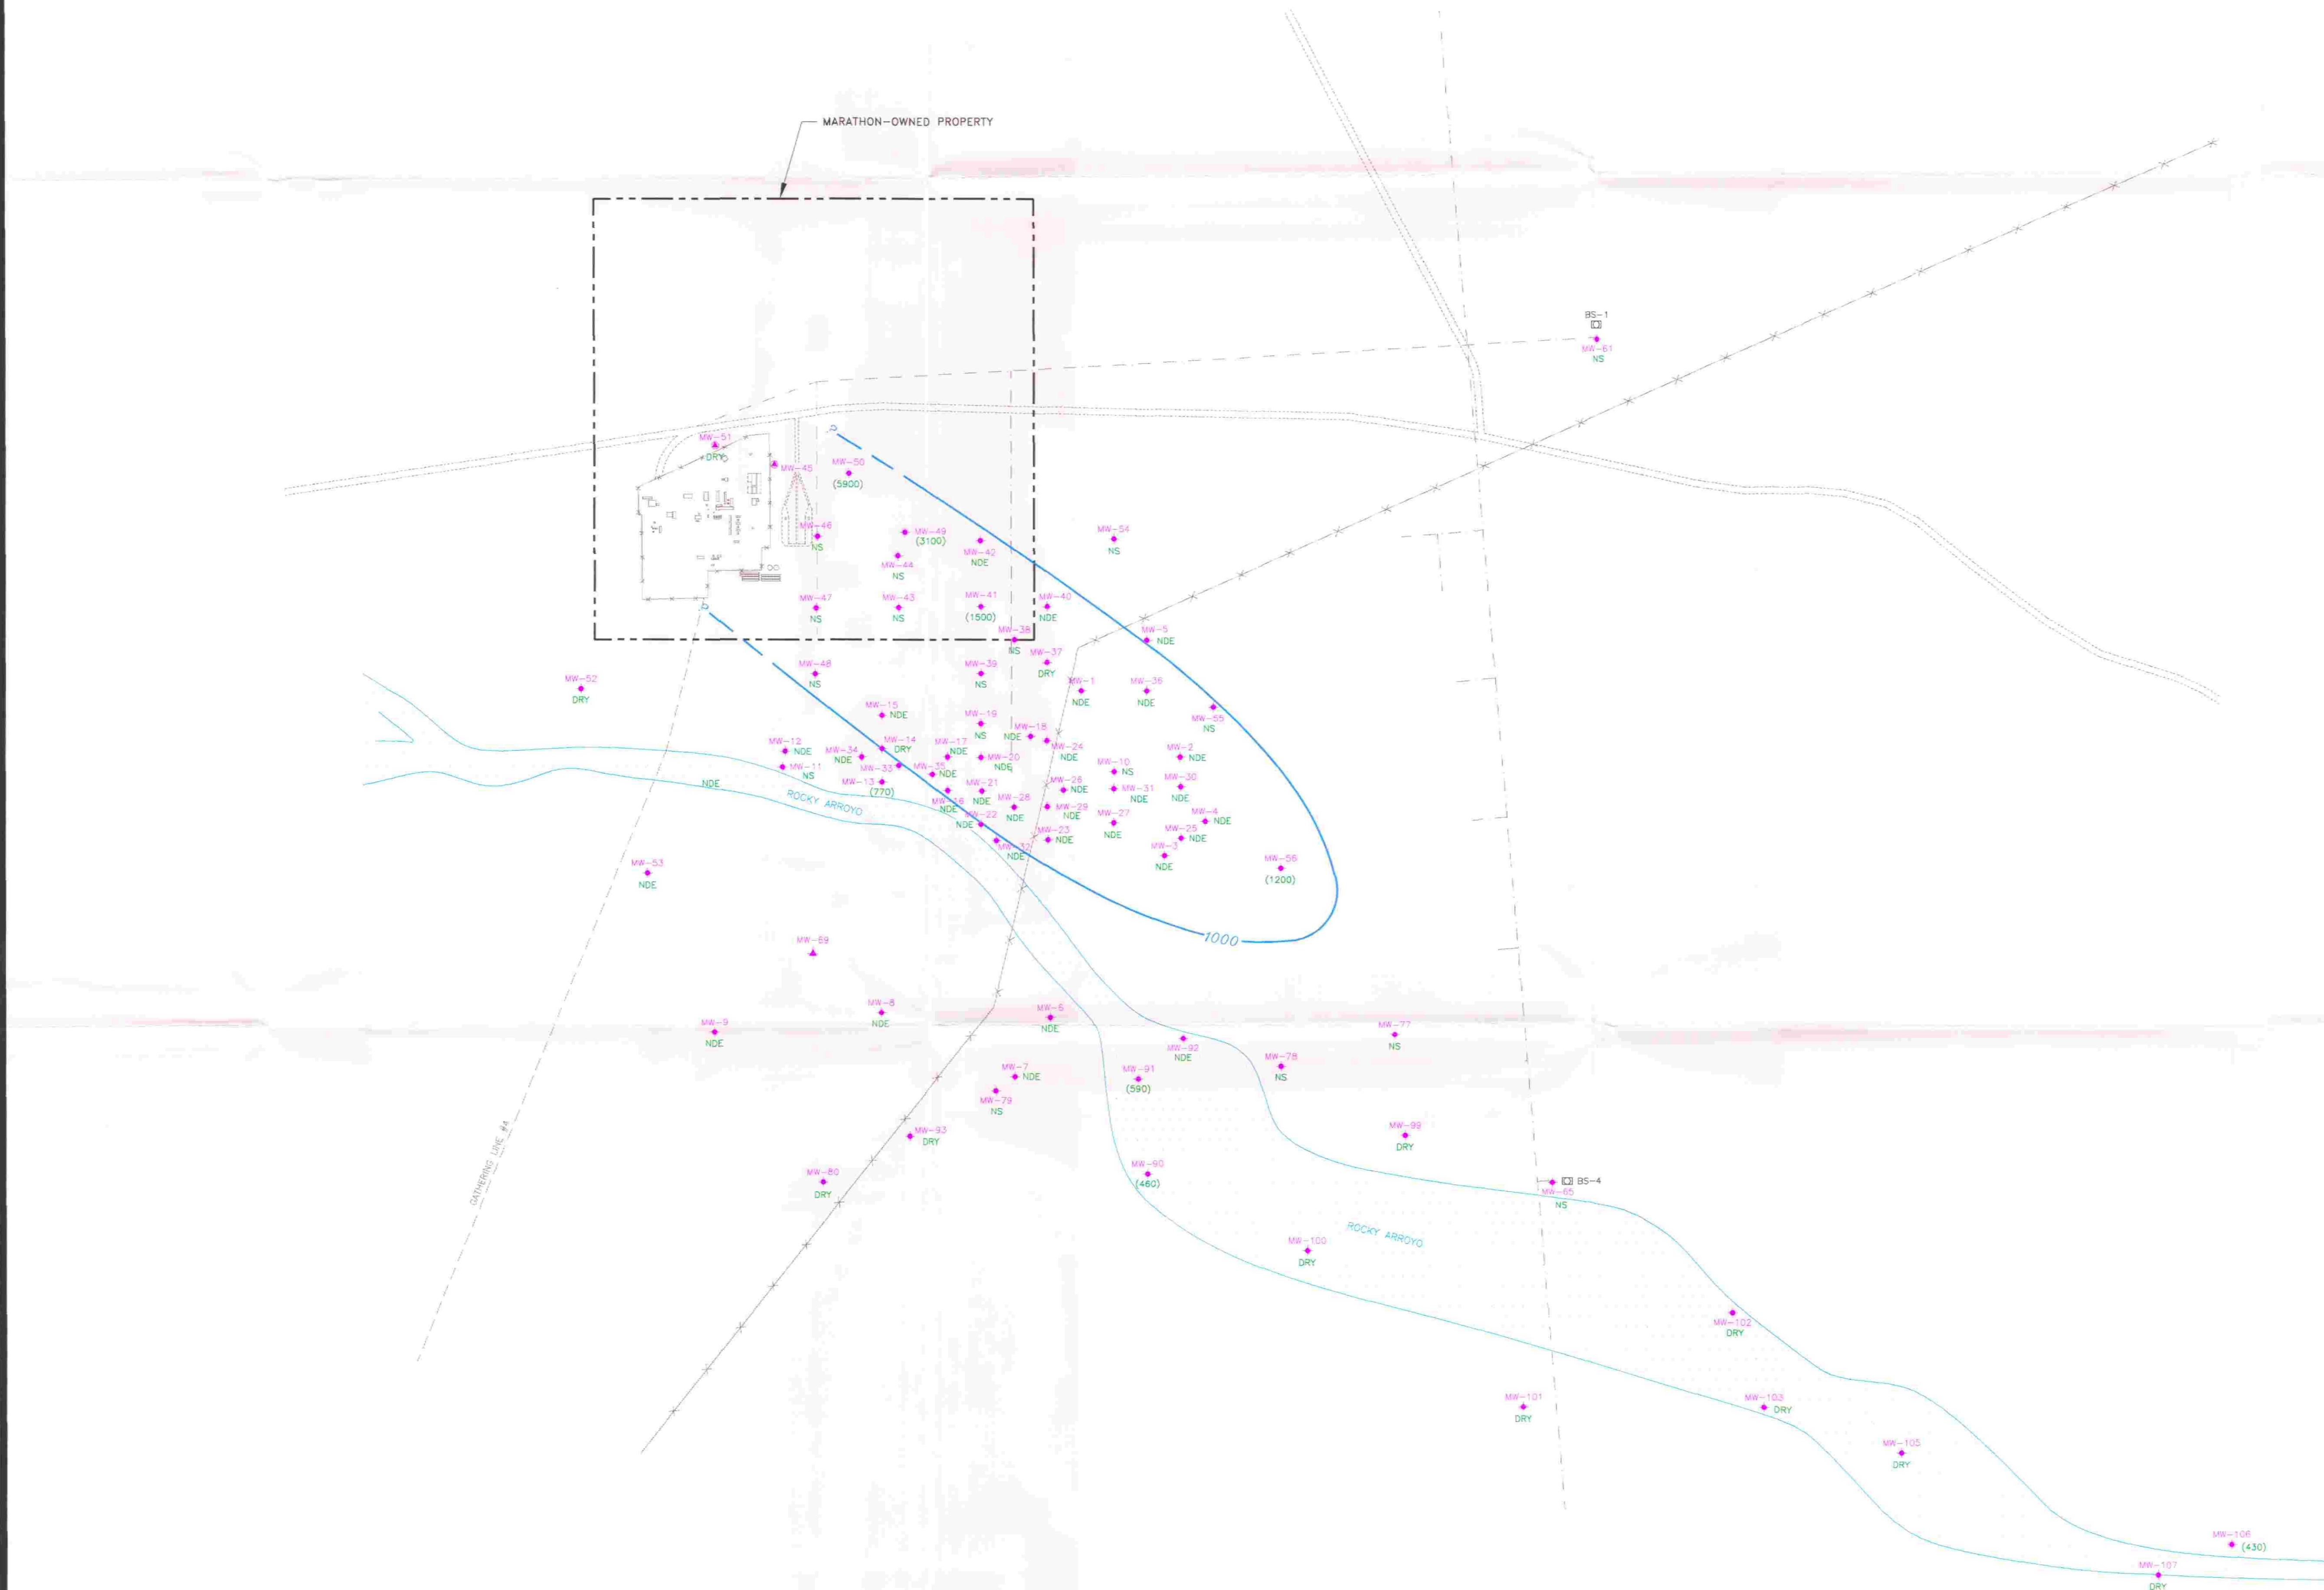 MARATHON-OWNED PROPERTY
BS-1
MW-61
NS
MW-51
DRY
MW-45
MW-50
(5900)
MW-46
NS
MW-49
(3100)
MW-44
NS
MW-42
NDE
MW-54
NS
MW-47
NS
MW-43
NS
MW-41
(1500)
MW-40
NDE
MW-38
NS
MW-5
NDE
MW-37
DRY
MW-48
NS
MW-39
NS
MW-52
DRY
MW-1
NDE
MW-36
NDE
MW-55
NS
MW-15
NDE
MW-19
NS
MW-18
NDE
MW-24
NDE
MW-12
NDE
MW-11
NS
MW-34
NDE
MW-14
DRY
MW-33
MW-13
(770)
MW-17
NDE
MW-35
NDE
MW-20
NDE
MW-10
NS
MW-2
NDE
MW-16
NDE
MW-21
NDE
MW-26
NDE
MW-31
NDE
MW-30
NDE
NDE
ROCKY ARROYO
MW-28
NDE
MW-29
NDE
MW-22
NDE
MW-27
NDE
MW-4
NDE
MW-32
NDE
MW-23
NDE
MW-25
NDE
MW-3
NDE
MW-53
NDE
MW-56
(1200)
1000
MW-69
MW-8
NDE
MW-6
NDE
MW-9
NDE
MW-92
NDE
MW-77
NS
MW-78
NS
MW-7
NDE
MW-91
(590)
MW-79
NS
MW-93
DRY
MW-99
DRY
GATHERING LINE #4
MW-80
DRY
MW-90
(460)
BS-4
MW-65
NS
ROCKY ARROYO
MW-100
DRY
MW-102
DRY
MW-101
DRY
MW-103
DRY
MW-105
DRY
MW-106
(430)
MW-107
DRY